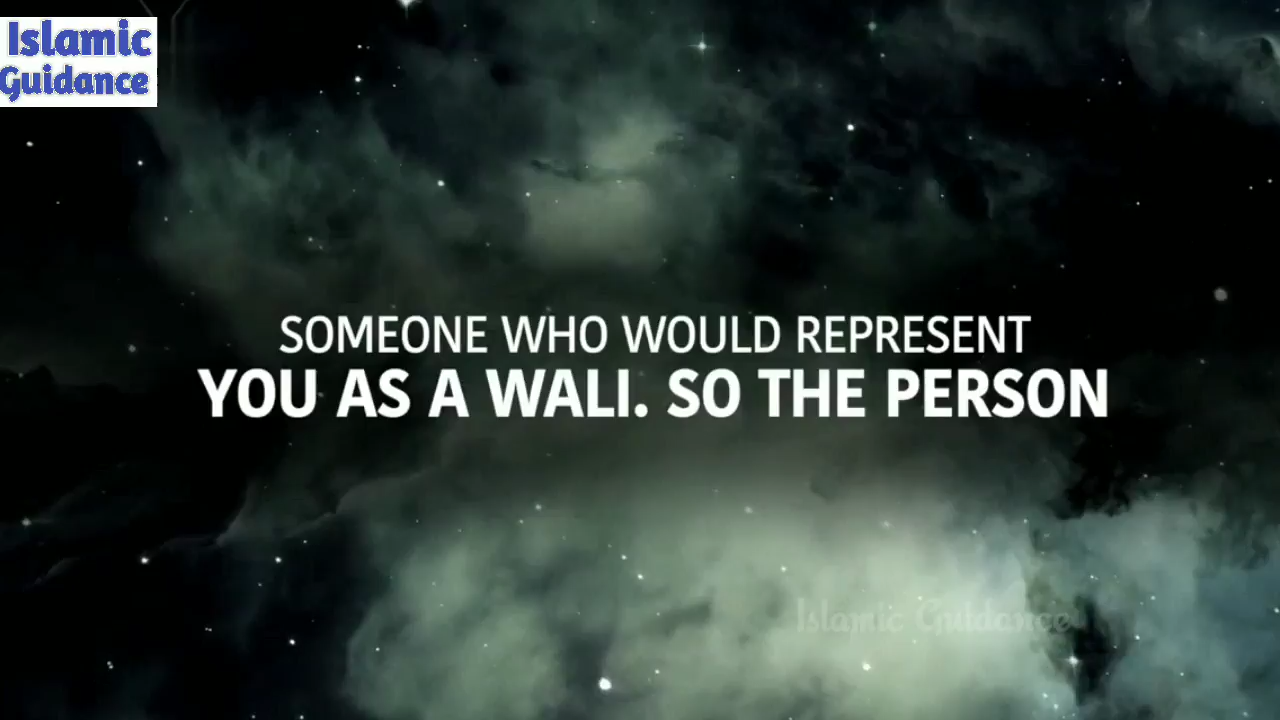 Islamic
Guidance
SOMEONE WHO WOULD REPRESENT
YOU AS A WALI. SO THE PERSON
Islamic Guidance